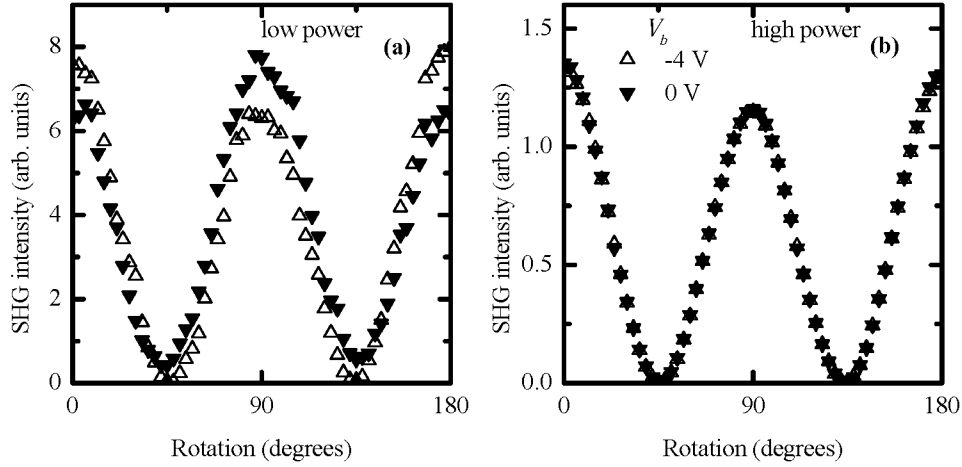 low power
(a)
8
6
4
2
0
0
90
180
SHG intensity (arb. units)
Rotation (degrees)
V_b
high power
(b)
△ -4 V
▼ 0 V
1.5
1.0
0.5
0.0
0
90
180
SHG intensity (arb. units)
Rotation (degrees)